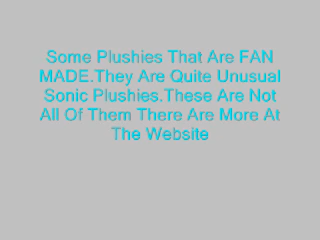 Some Plushies That Are FAN
MADE.They Are Quite Unusual
Sonic Plushies.These Are Not
All Of Them There Are More At
The Website